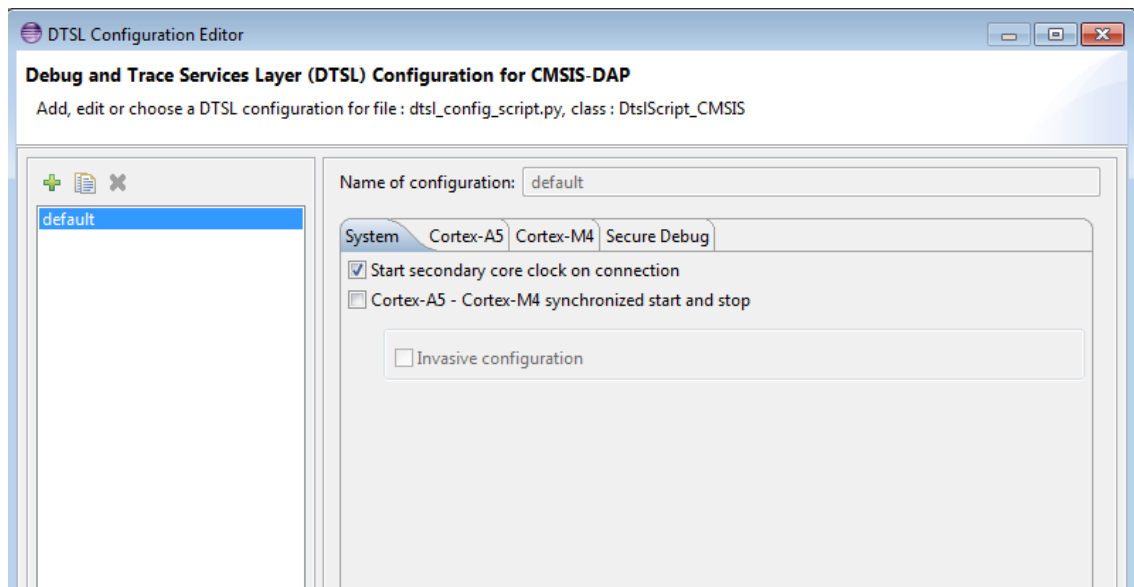 DTSL Configuration Editor
Debug and Trace Services Layer (DTSL) Configuration for CMSIS-DAP
Add, edit or choose a DTSL configuration for file : dtsl_config_script.py, class : DtslScript_CMSIS
Name of configuration: default
default
System Cortex-A5 Cortex-M4 Secure Debug
Start secondary core clock on connection
Cortex-A5 - Cortex-M4 synchronized start and stop
Invasive configuration